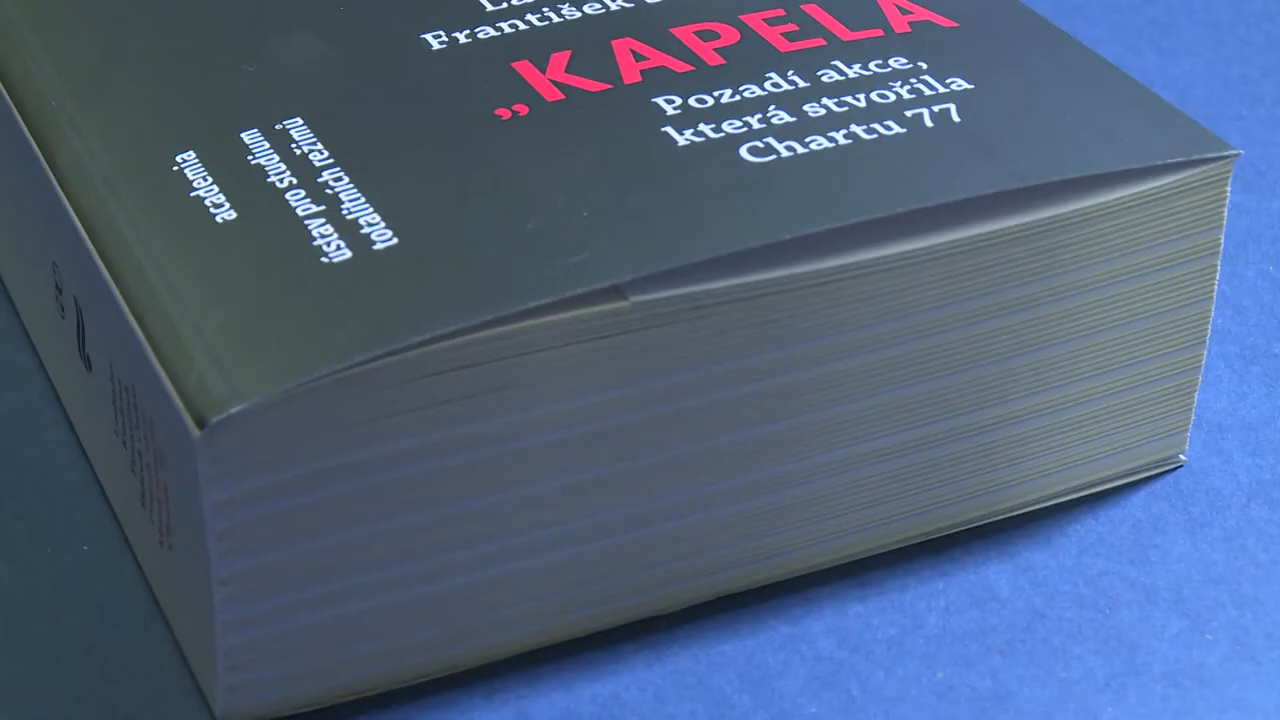 František
„KAPELA
Pozadí akce,
která stvořila
Chartu 77
academia
ústav pro studium
totalitních režimů